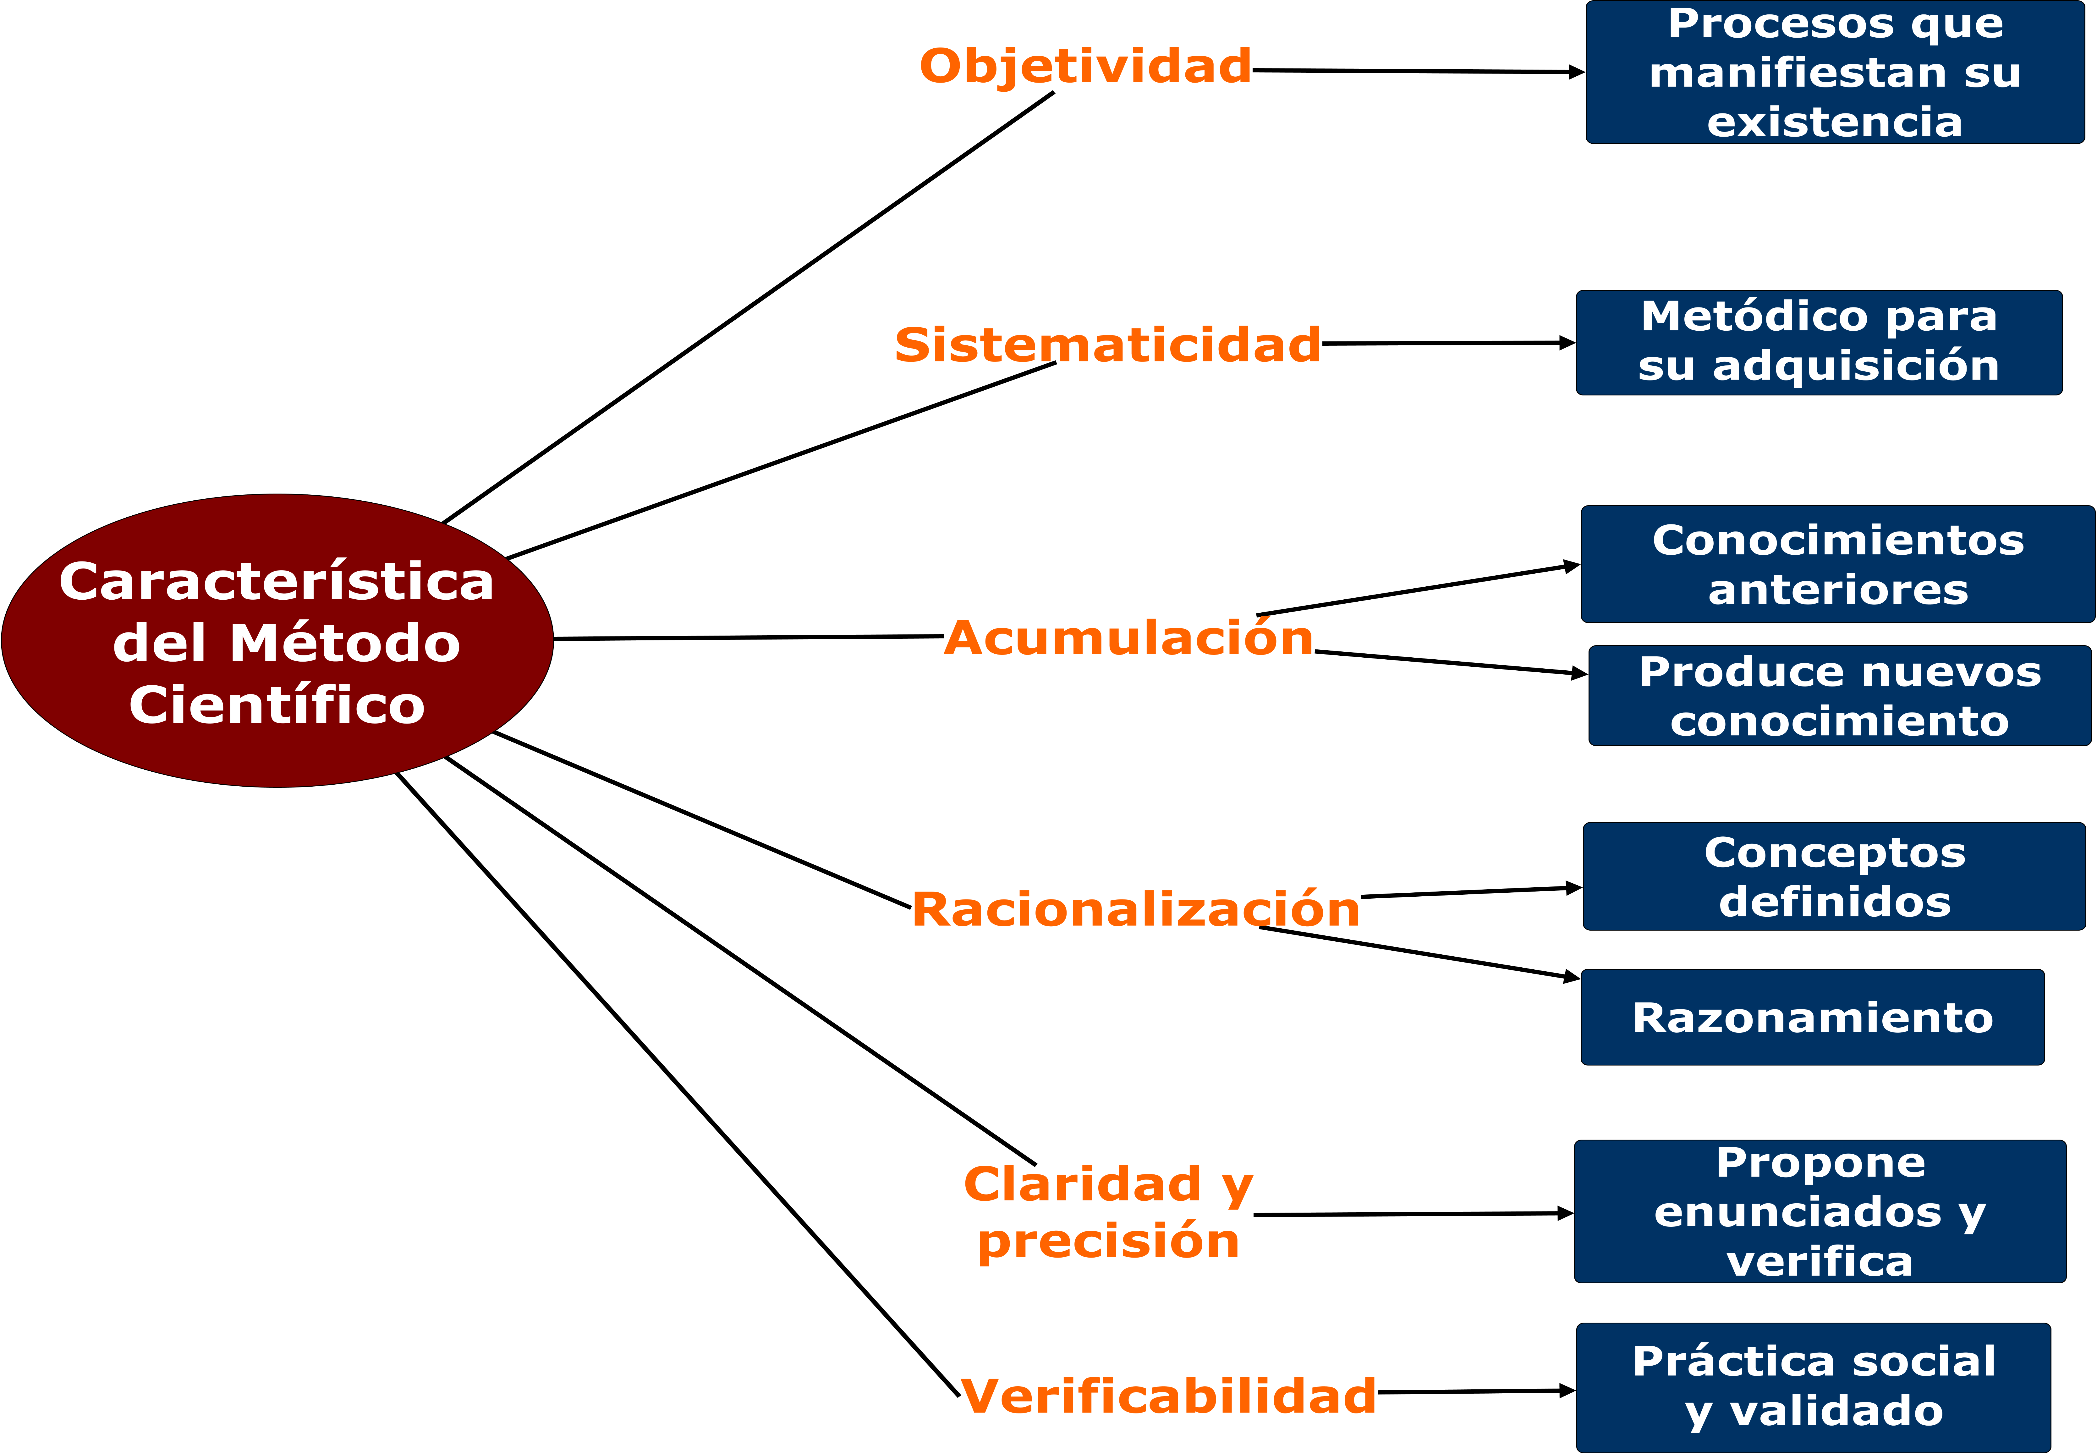 Característica
del Método
Científico
Objetividad
Procesos que
manifiestan su
existencia
Sistematicidad
Metódico para
su adquisición
Acumulación
Conocimientos
anteriores
Produce nuevos
conocimiento
Racionalización
Conceptos
definidos
Razonamiento
Claridad y
precisión
Propone
enunciados y
verifica
Verificabilidad
Práctica social
y validado